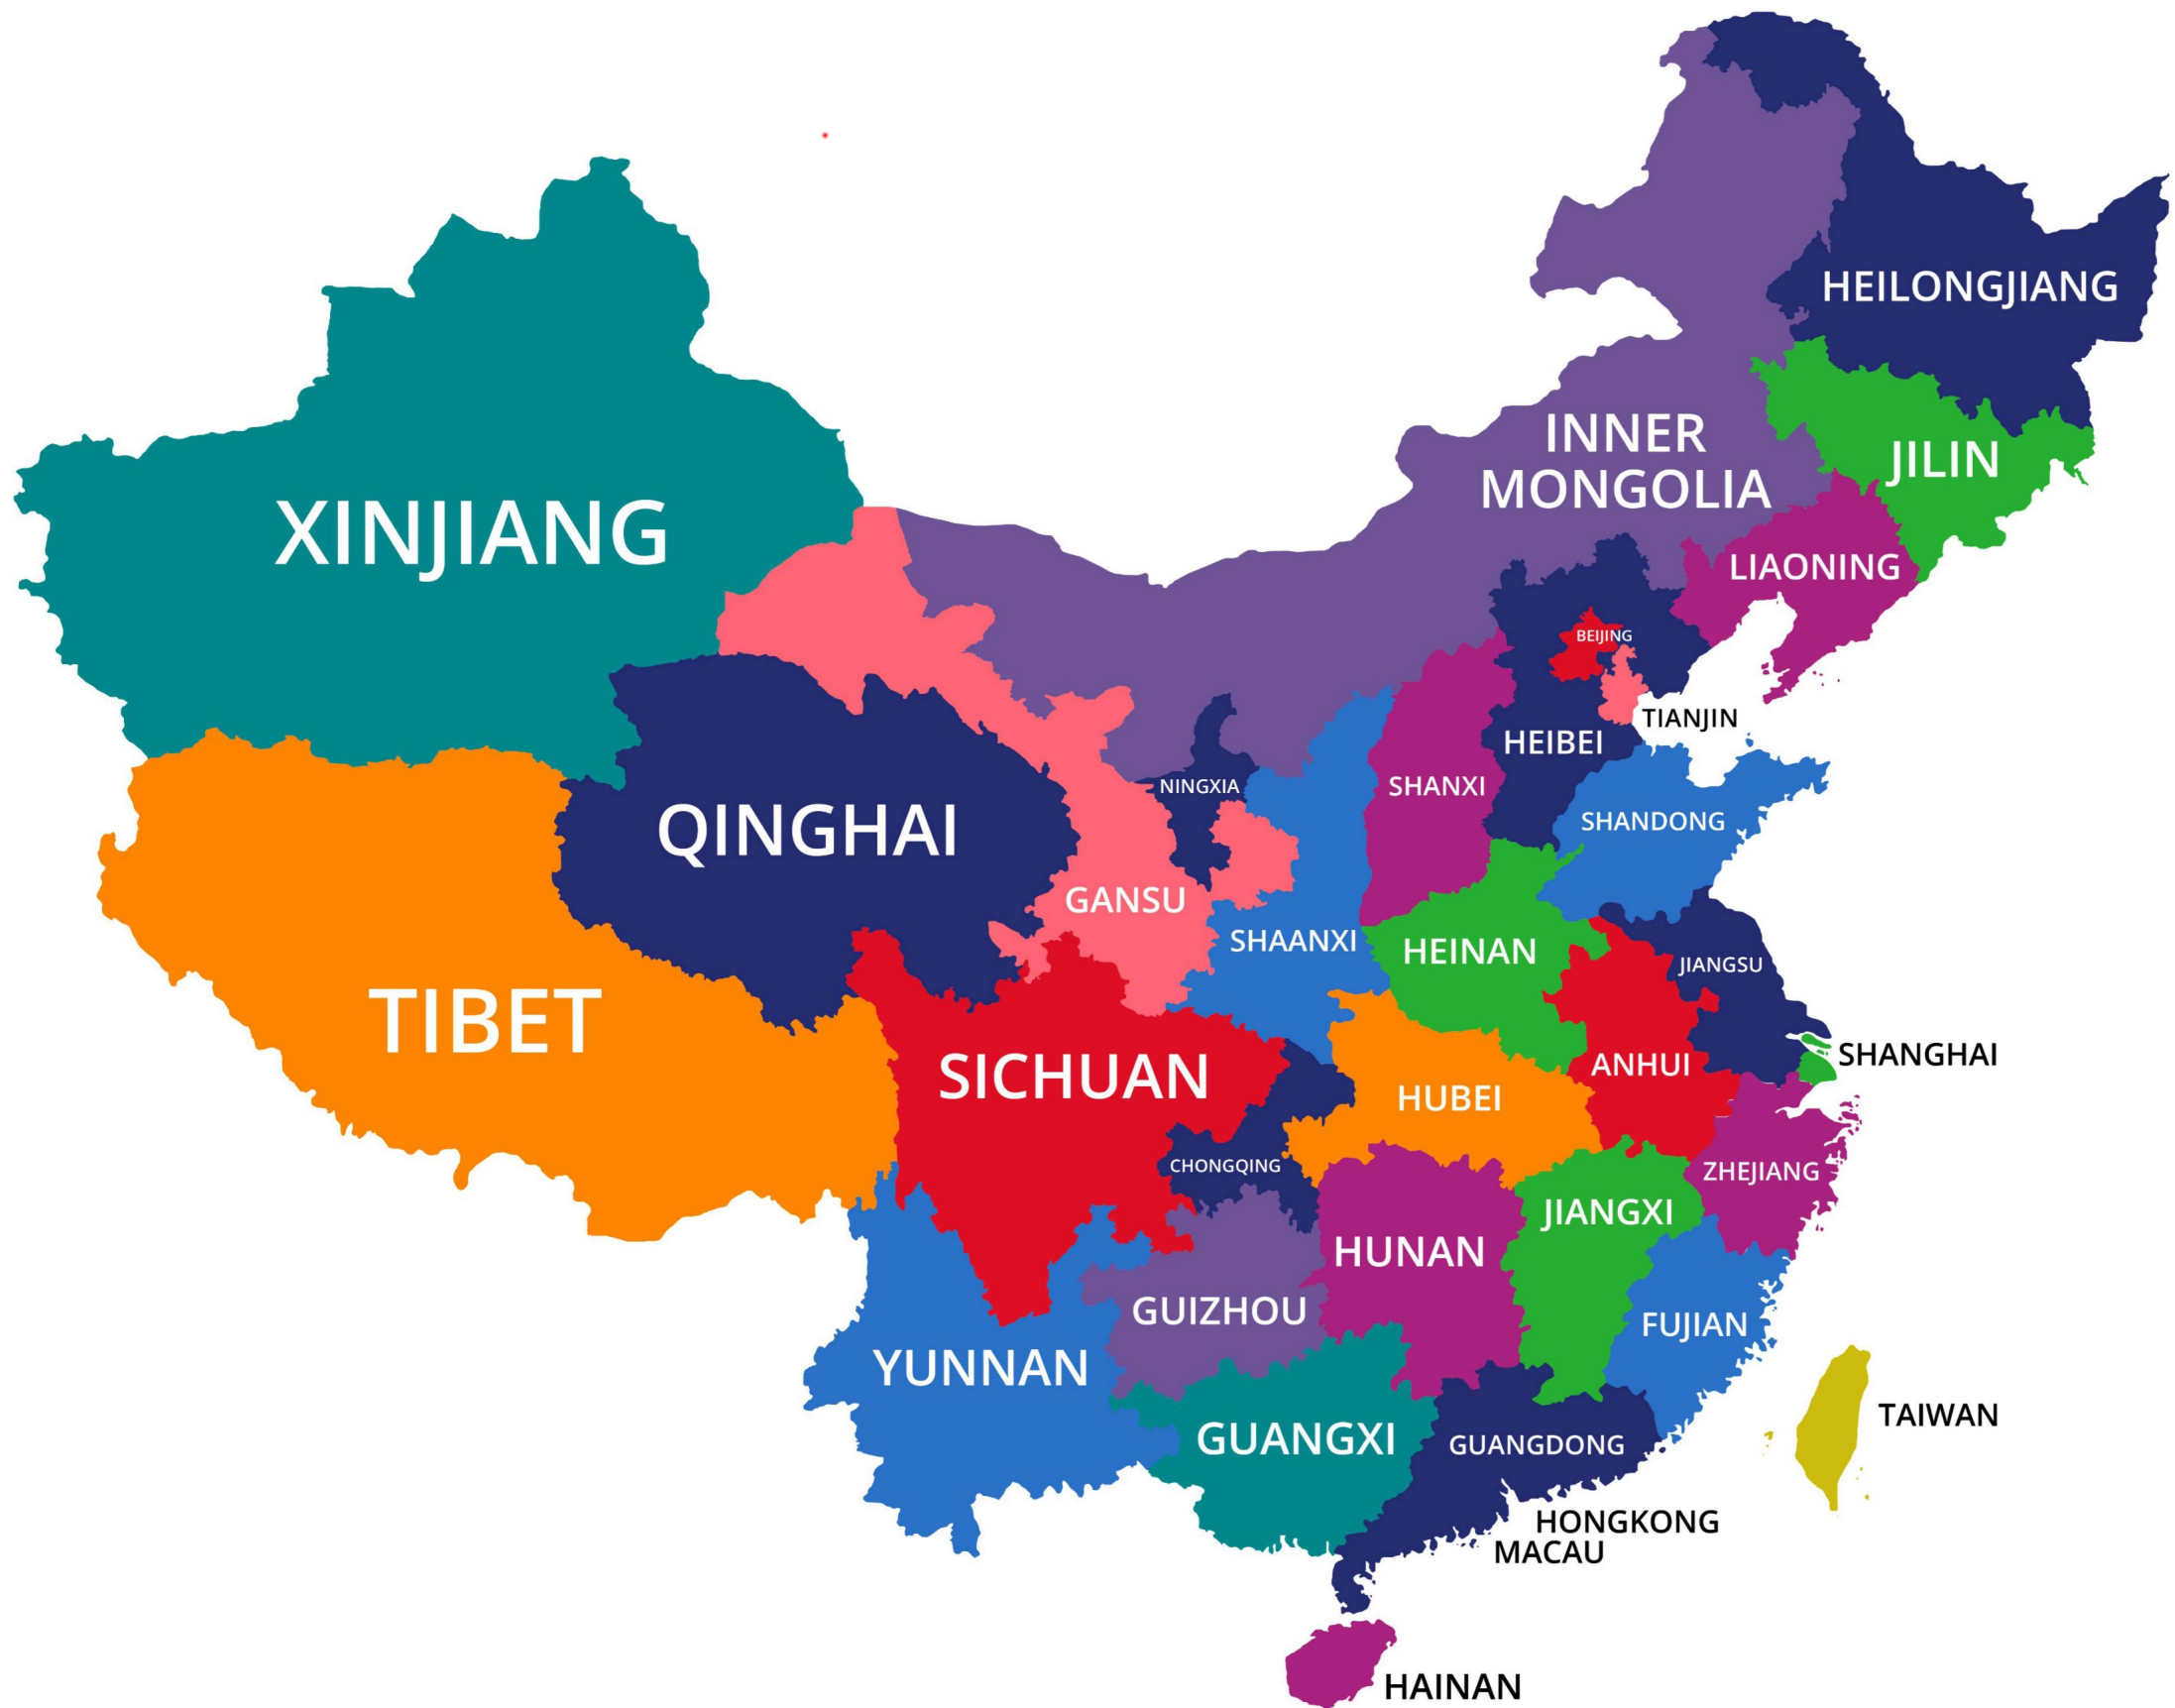 HEILONGJIANG
INNER
MONGOLIA
JILIN
XINJIANG
LIAONING
BEIJING
TIANJIN
HEIBEI
NINGXIA
SHANXI
SHANDONG
QINGHAI
GANSU
SHAANXI
HEINAN
JIANGSU
TIBET
SHANGHAI
SICHUAN
ANHUI
HUBEI
CHONGQING
ZHEJIANG
JIANGXI
HUNAN
GUIZHOU
FUJIAN
YUNNAN
TAIWAN
GUANGXI
GUANGDONG
HONGKONG
MACAU
HAINAN